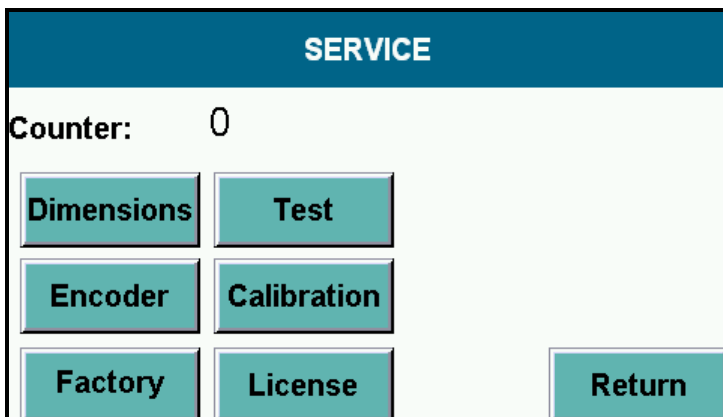 SERVICE
Counter: 0
Dimensions Test
Encoder Calibration
Factory License Return